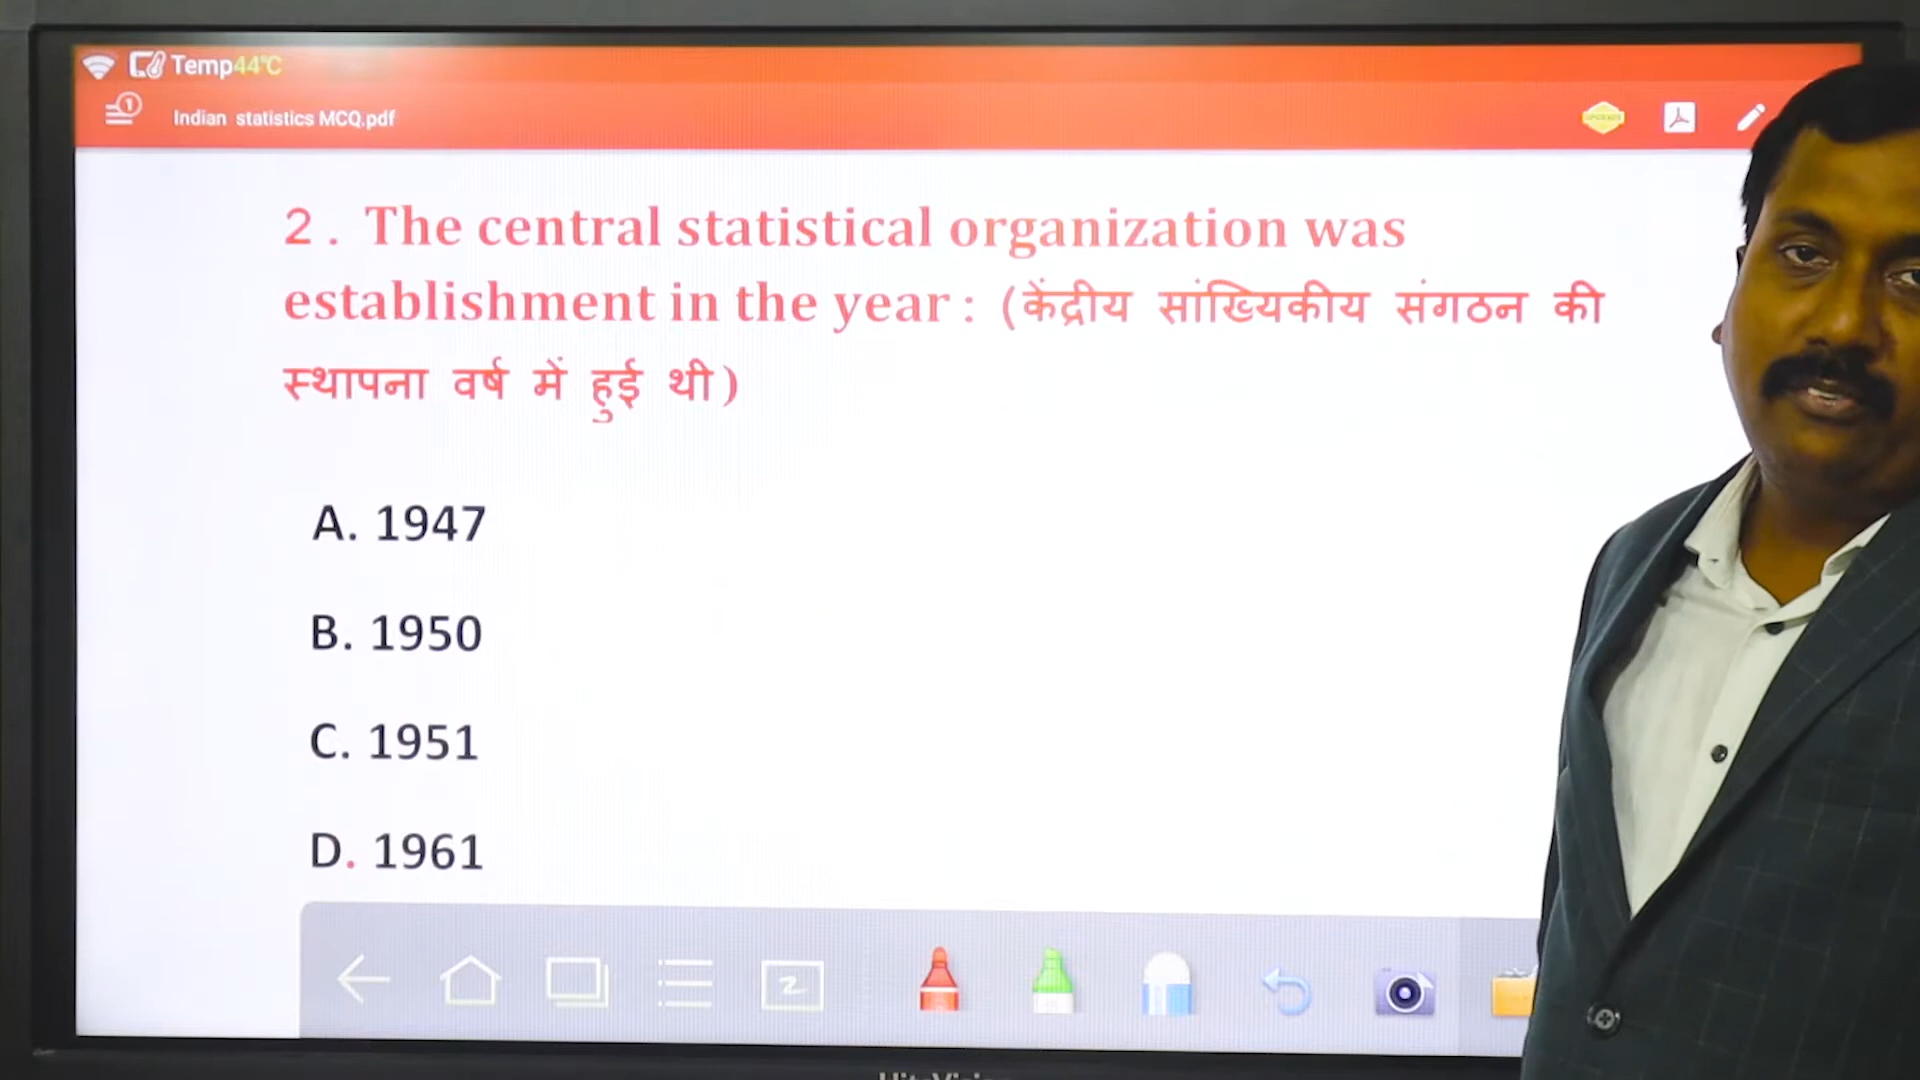 Temp44°C
Indian statistics MCQ.pdf
2. The central statistical organization was
establishment in the year: (केंद्रीय सांख्यिकीय संगठन की
स्थापना वर्ष में हुई थी)
A. 1947
B. 1950
C. 1951
D. 1961